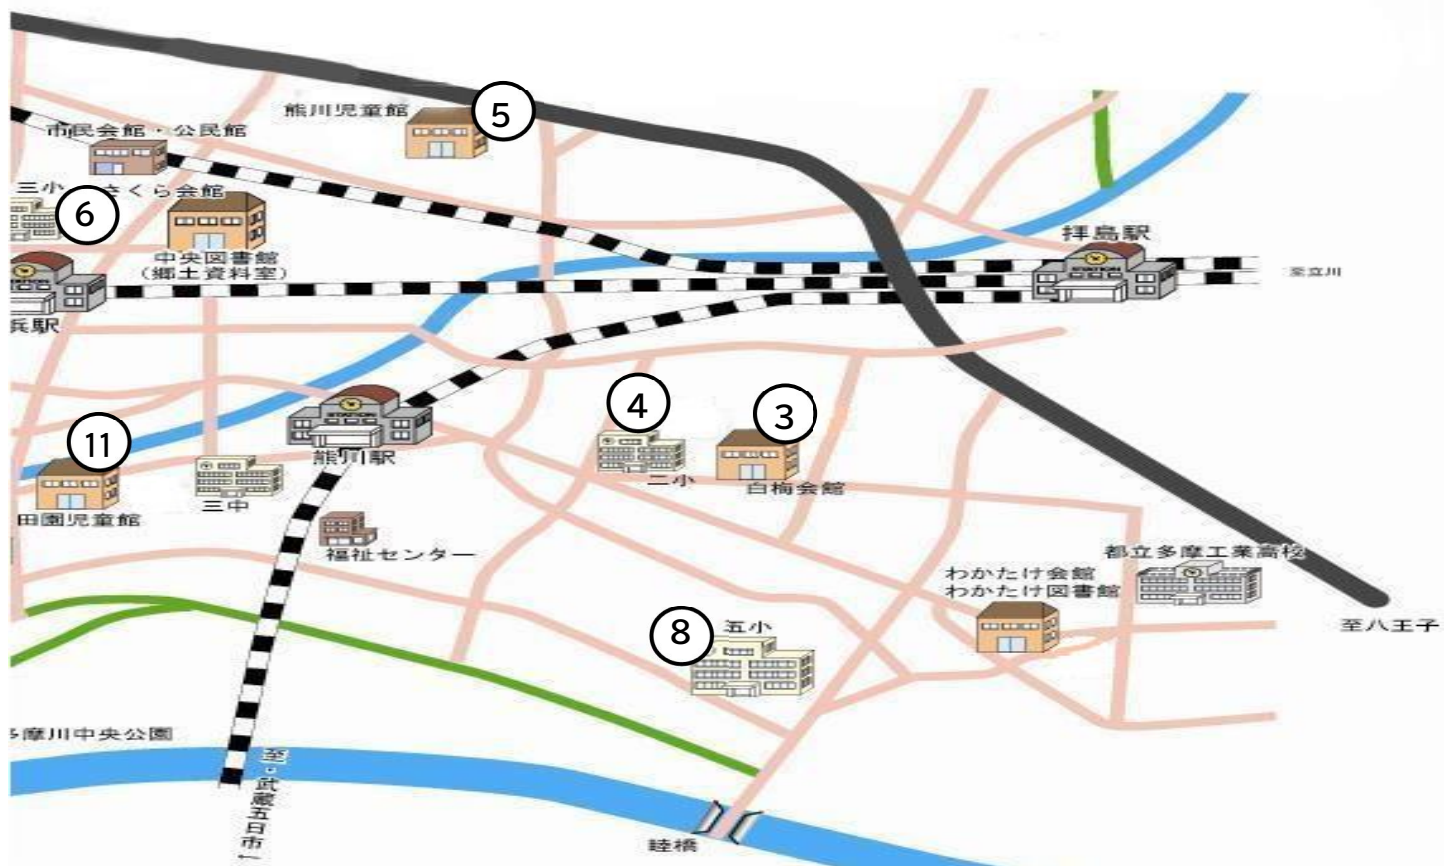 熊川児童館
5
市民会館・公民館
三小
さくら会館
6
中央図書館
(郷土資料室)
拝島駅
至立川
浜駅
熊川駅
4
3
二小
白梅会館
11
田園児童館
三中
福祉センター
都立多摩工業高校
わかたけ会館
わかたけ図書館
至八王子
8
五小
多摩川中央公園
至・武蔵五日市↑
睦橋